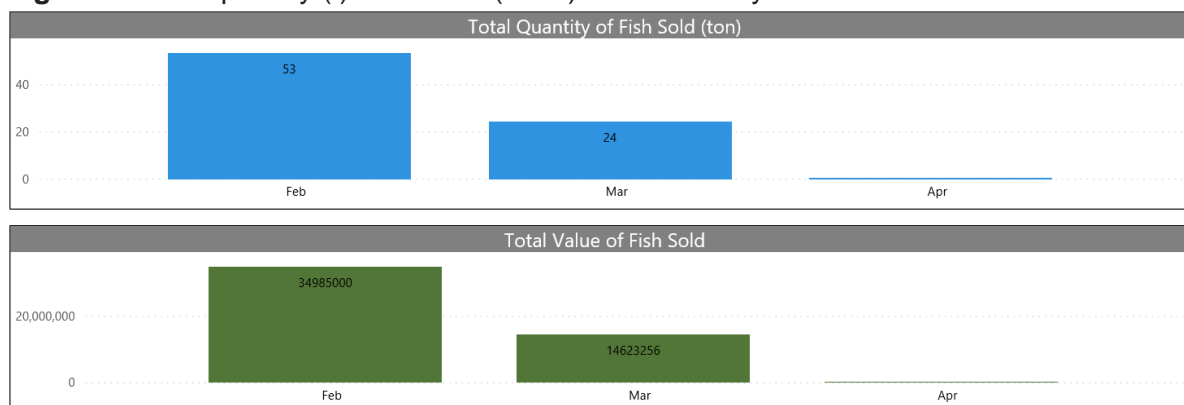 Total Quantity of Fish Sold (ton)
53
40
24
20
0
Feb Mar Apr
Total Value of Fish Sold
34985000
20,000,000
14623256
0
Feb Mar Apr